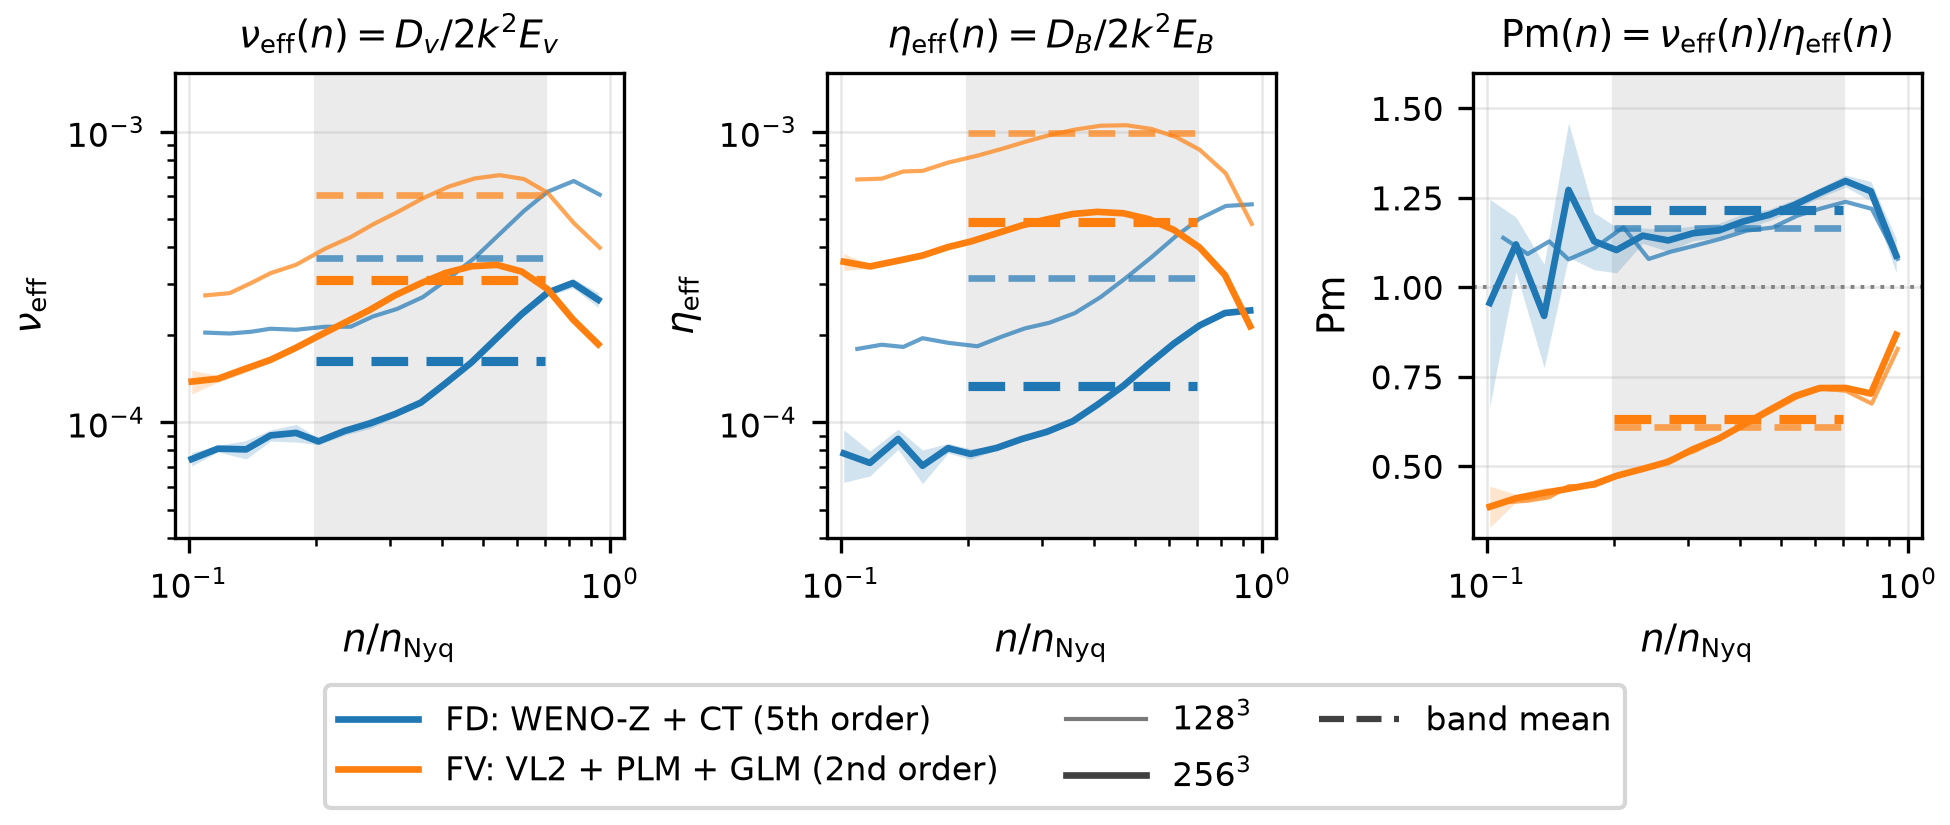 ν_eff(n) = D_v/2k²E_v
η_eff(n) = D_B/2k²E_B
Pm(n) = ν_eff(n)/η_eff(n)
ν_eff
10⁻³
10⁻⁴
10⁻¹
10⁰
n/n_Nyq
η_eff
10⁻³
10⁻⁴
10⁻¹
10⁰
n/n_Nyq
Pm
1.50
1.25
1.00
0.75
0.50
10⁻¹
10⁰
n/n_Nyq
FD: WENO-Z + CT (5th order)
FV: VL2 + PLM + GLM (2nd order)
128³
256³
band mean